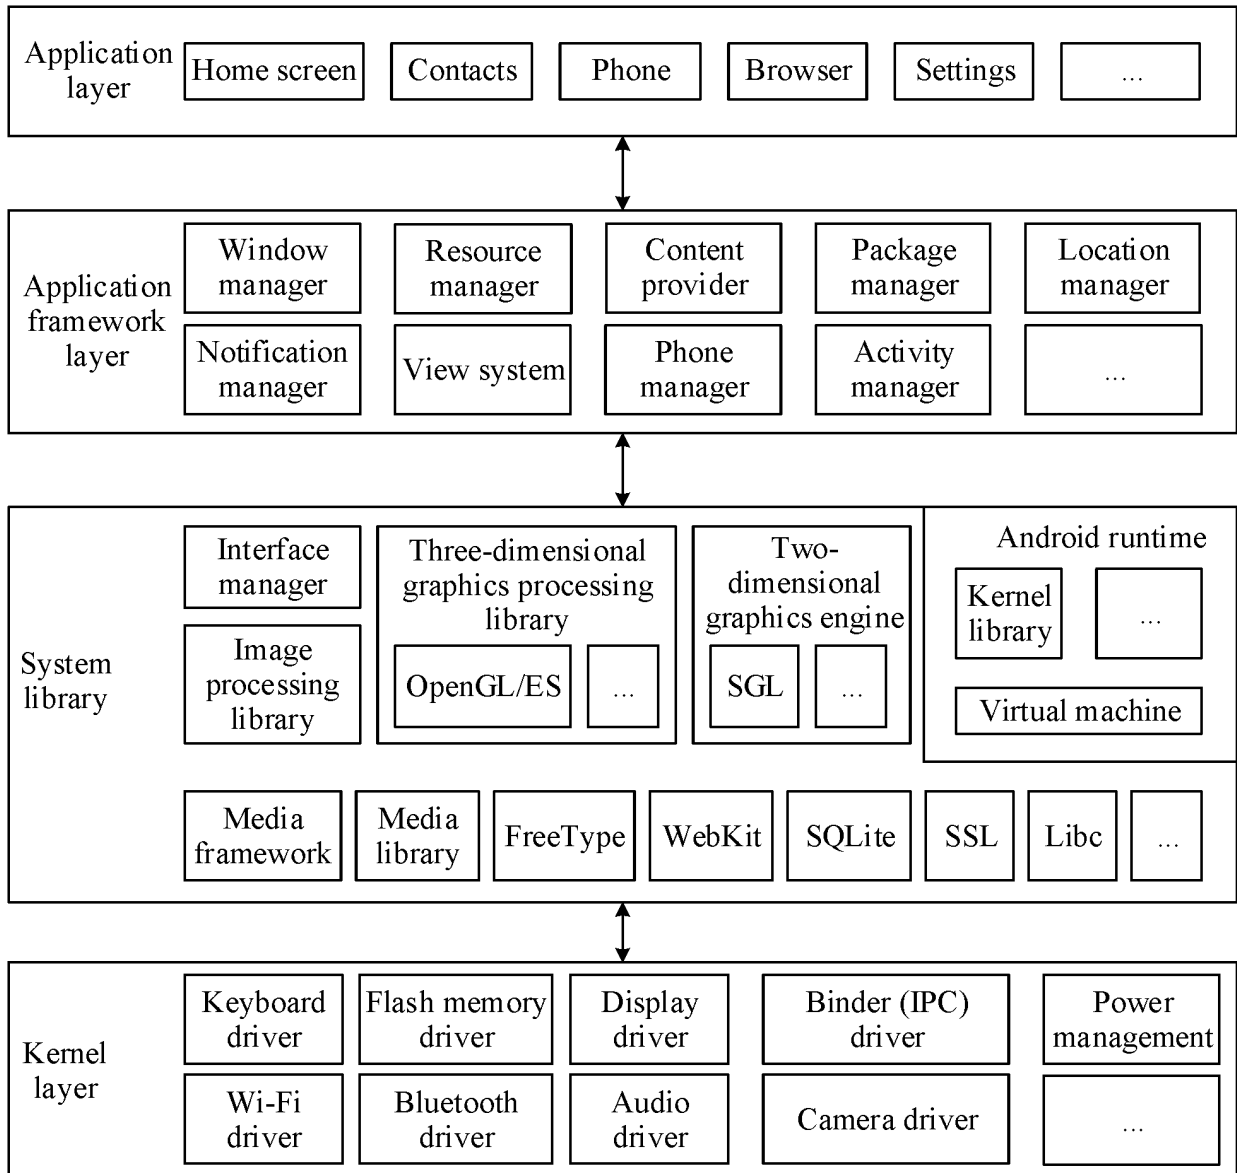 Application
layer
Home screen
Contacts
Phone
Browser
Settings
...
Application
framework
layer
Window
manager
Resource
manager
Content
provider
Package
manager
Location
manager
Notification
manager
View system
Phone
manager
Activity
manager
...
System
library
Interface
manager
Image
processing
library
Three-dimensional
graphics processing
library
OpenGL/ES
...
Two-
dimensional
graphics engine
SGL
...
Android runtime
Kernel
library
...
Virtual machine
Media
framework
Media
library
FreeType
WebKit
SQLite
SSL
Libc
...
Kernel
layer
Keyboard
driver
Flash memory
driver
Display
driver
Binder (IPC)
driver
Power
management
Wi-Fi
driver
Bluetooth
driver
Audio
driver
Camera driver
...